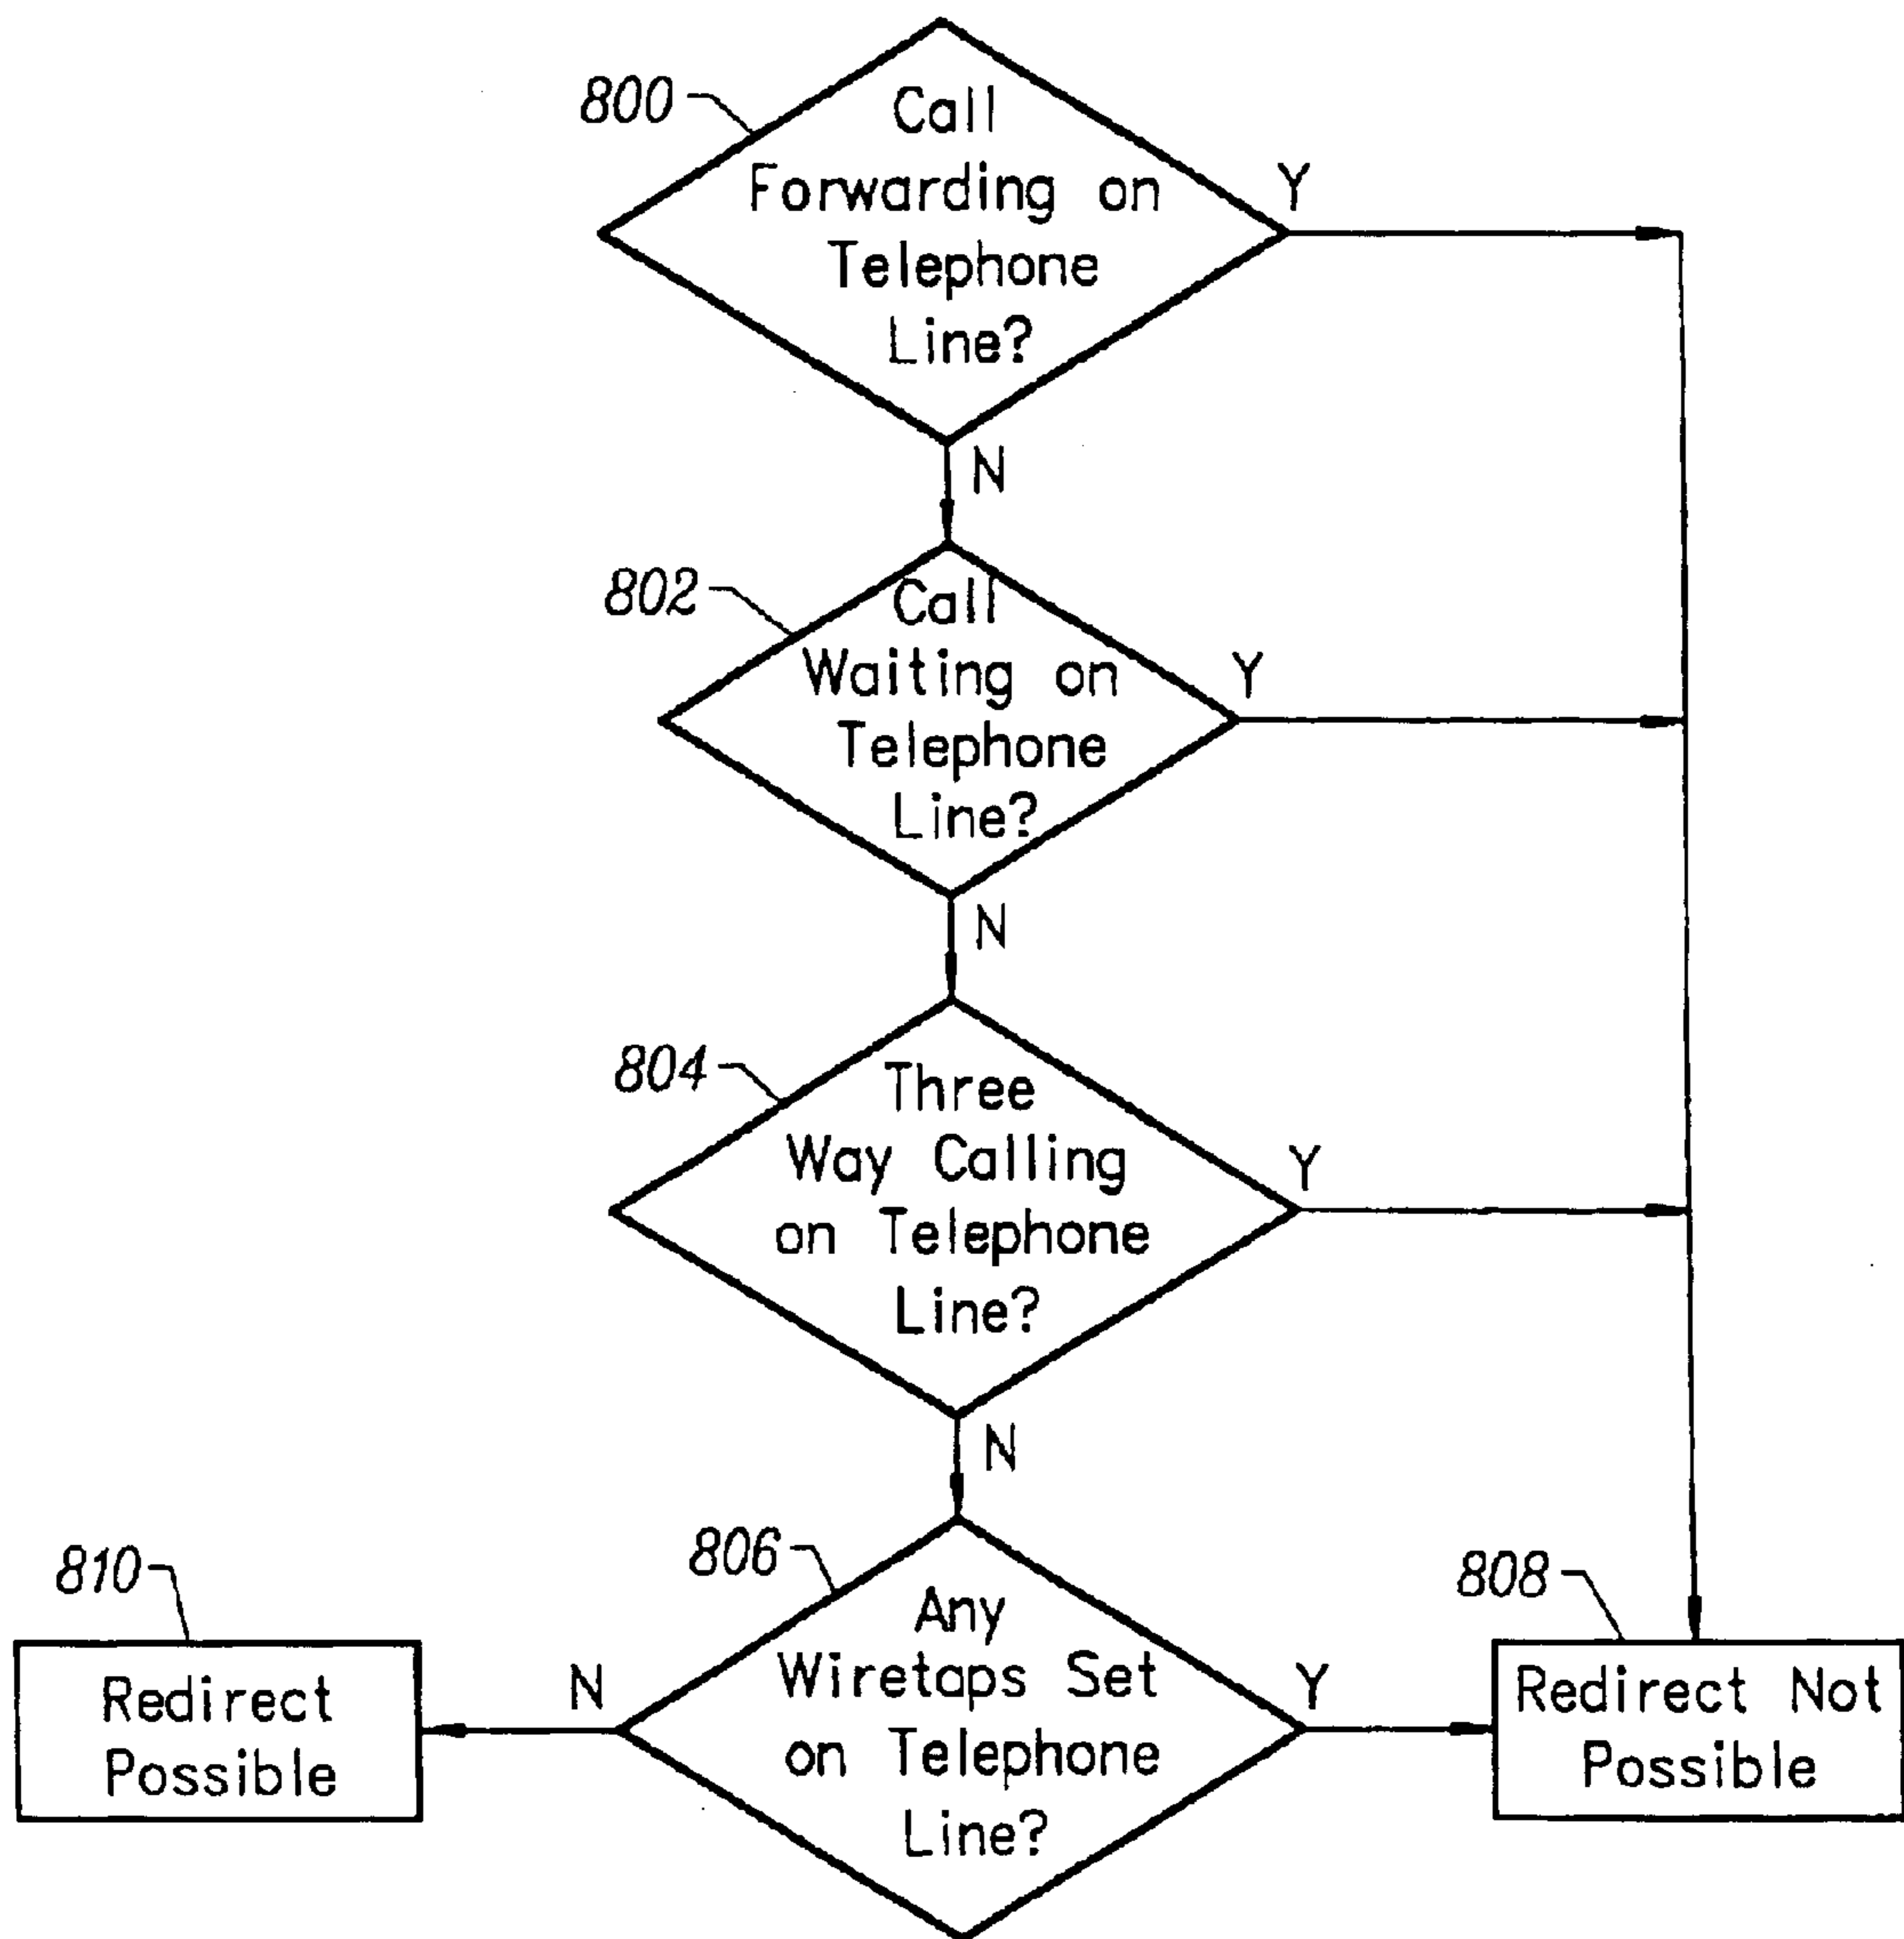 800
Call
Forwarding on
Telephone
Line?
Y
N
802
Call
Waiting on
Telephone
Line?
Y
N
804
Three
Way Calling
on Telephone
Line?
Y
N
806
Any
Wiretaps Set
on Telephone
Line?
N
Y
810
Redirect
Possible
808
Redirect Not
Possible